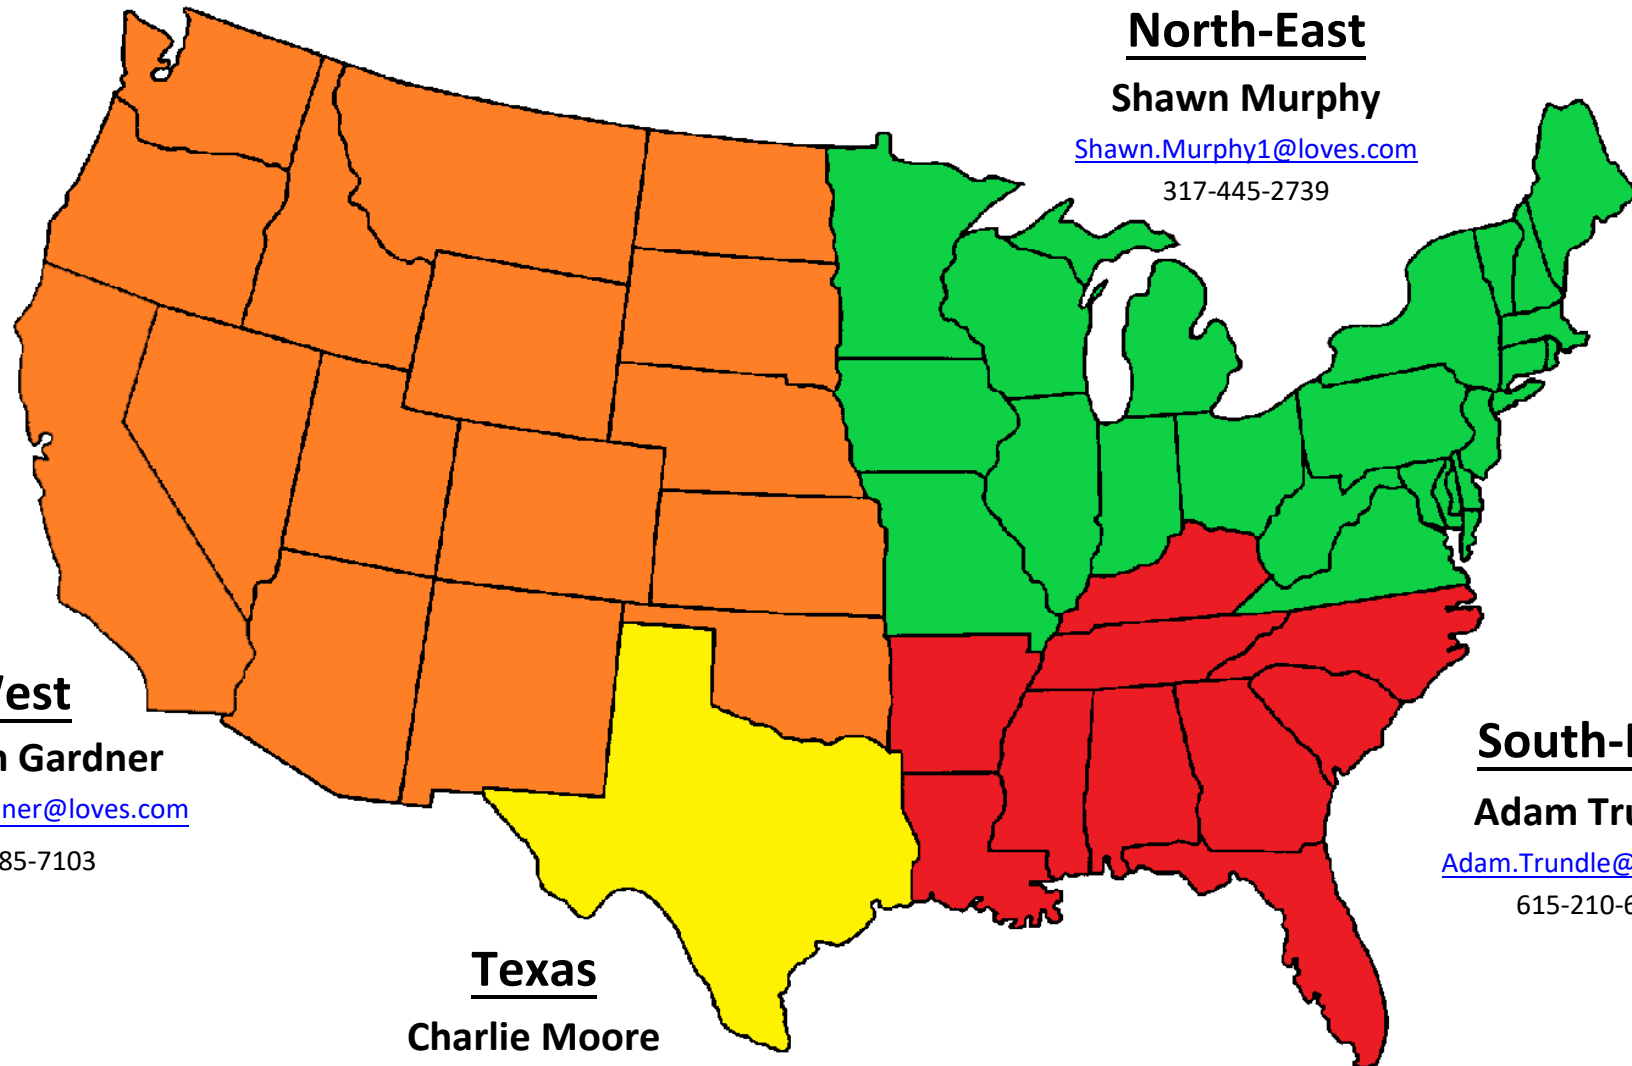 North-East
Shawn Murphy
Shawn.Murphy1@loves.com
317-445-2739
est
Gardner
ner@loves.com
85-7103
South-
Adam Tru
Adam.Trundle@
615-210-6
Texas
Charlie Moore